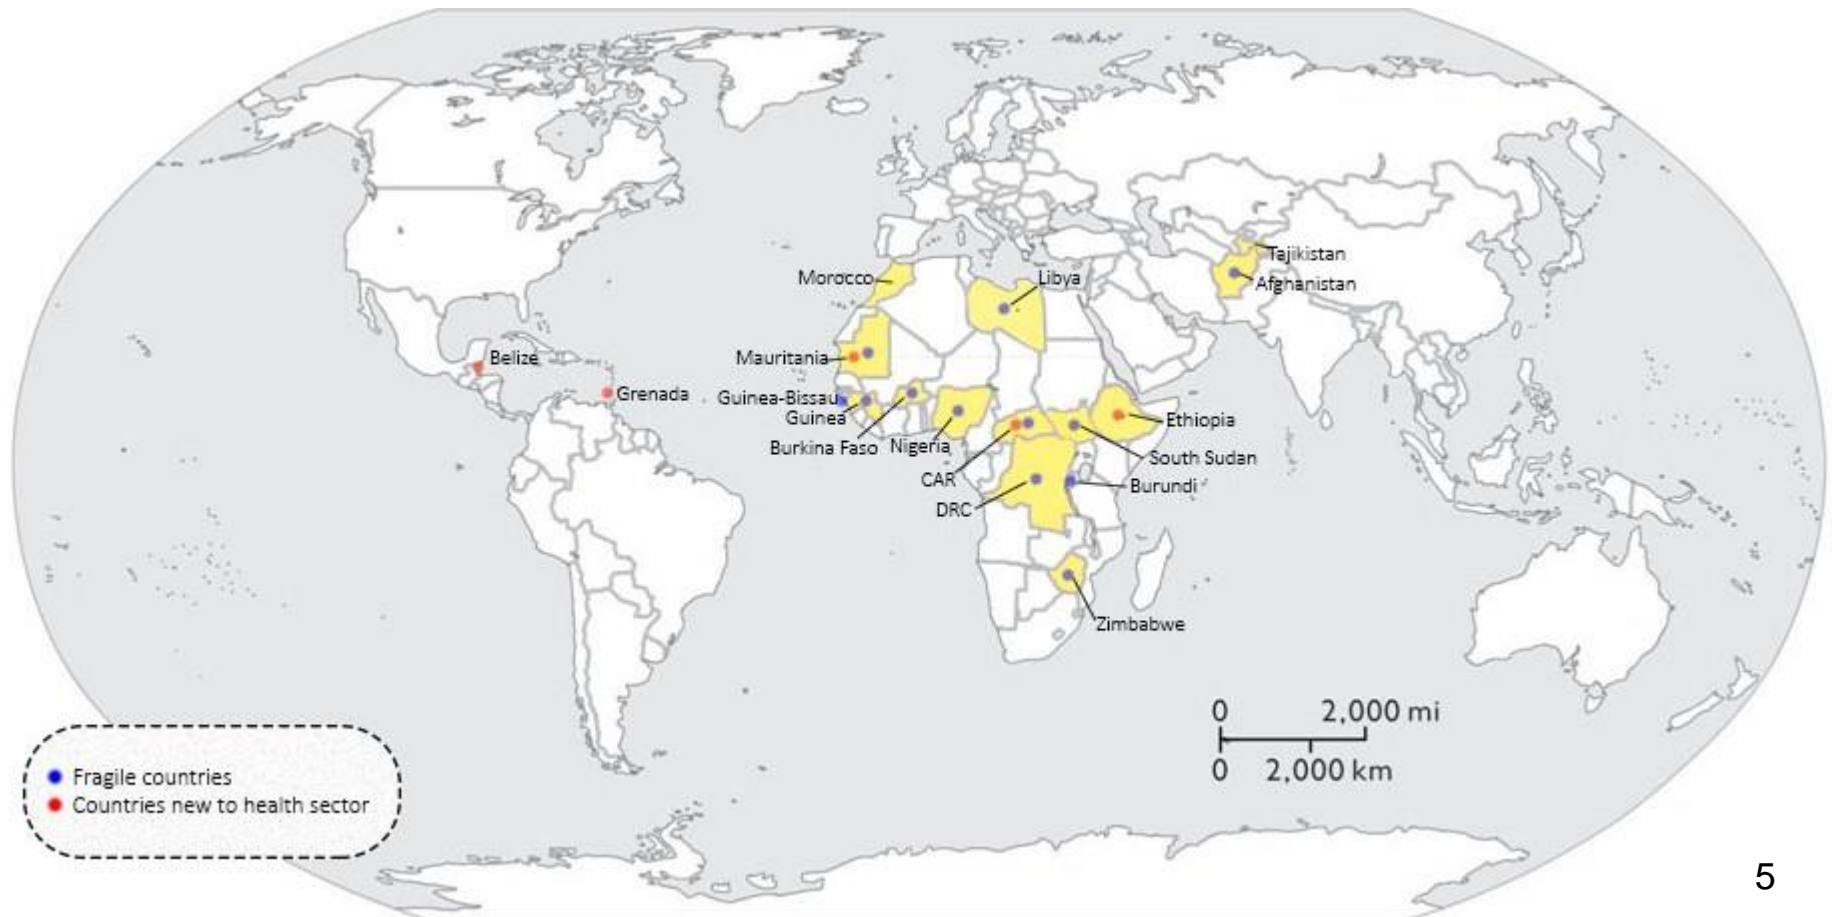 Tajikistan
Afghanistan
Morocco
Libya
Mauritania
Belize
Grenada
Guinea-Bissau
Guinea
Burkina Faso
Nigeria
Ethiopia
CAR
South Sudan
DRC
Burundi
Zimbabwe
0 2,000 mi
0 2,000 km
Fragile countries
Countries new to health sector
5